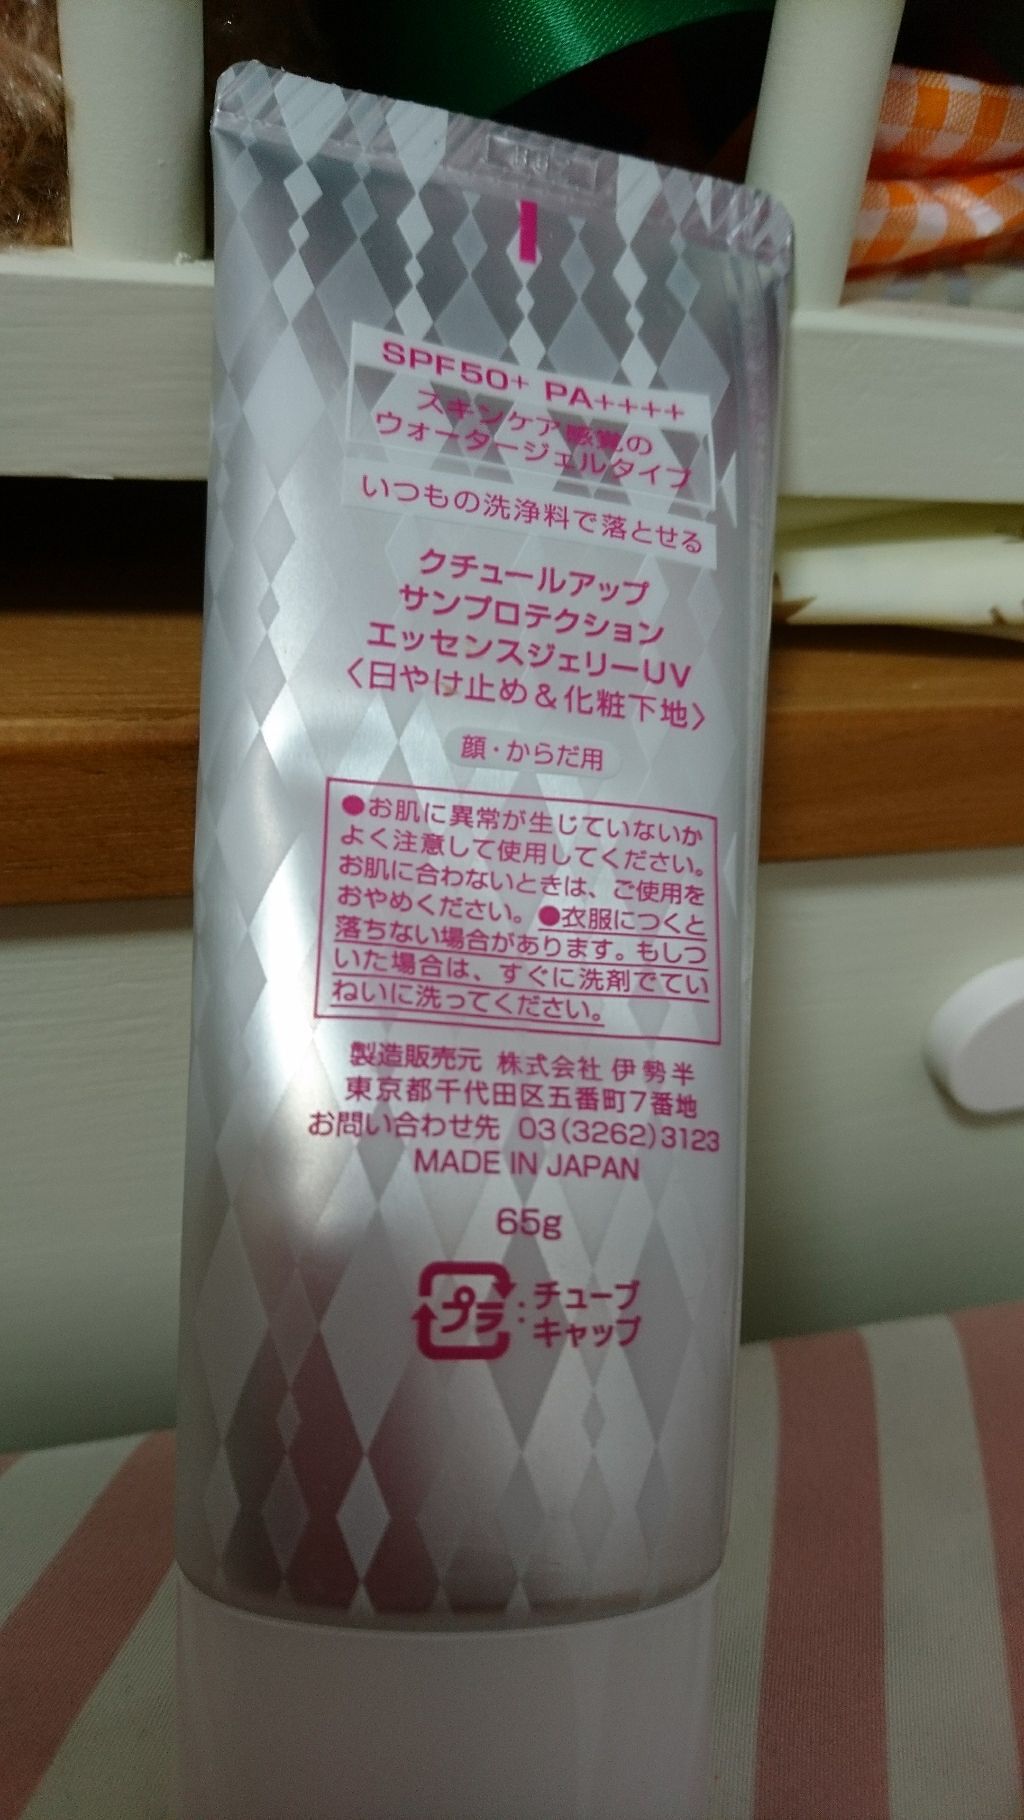 SPF50+ PA++++
スキンケア感覚の
ウォータージェルタイプ
いつもの洗浄料で落とせる
クチュールアップ
サンプロテクション
エッセンスジェリーUV
〈日やけ止め＆化粧下地〉
顔・からだ用
●お肌に異常が生じていないか
よく注意して使用してください。
お肌に合わないときは、ご使用を
おやめください。●衣服につくと
落ちない場合があります。もしつ
いた場合は、すぐに洗剤でてい
ねいに洗ってください。
製造販売元 株式会社 伊勢半
東京都千代田区五番町7番地
お問い合わせ先 03(3262)3123
MADE IN JAPAN
65g
プラ : チューブ
キャップ